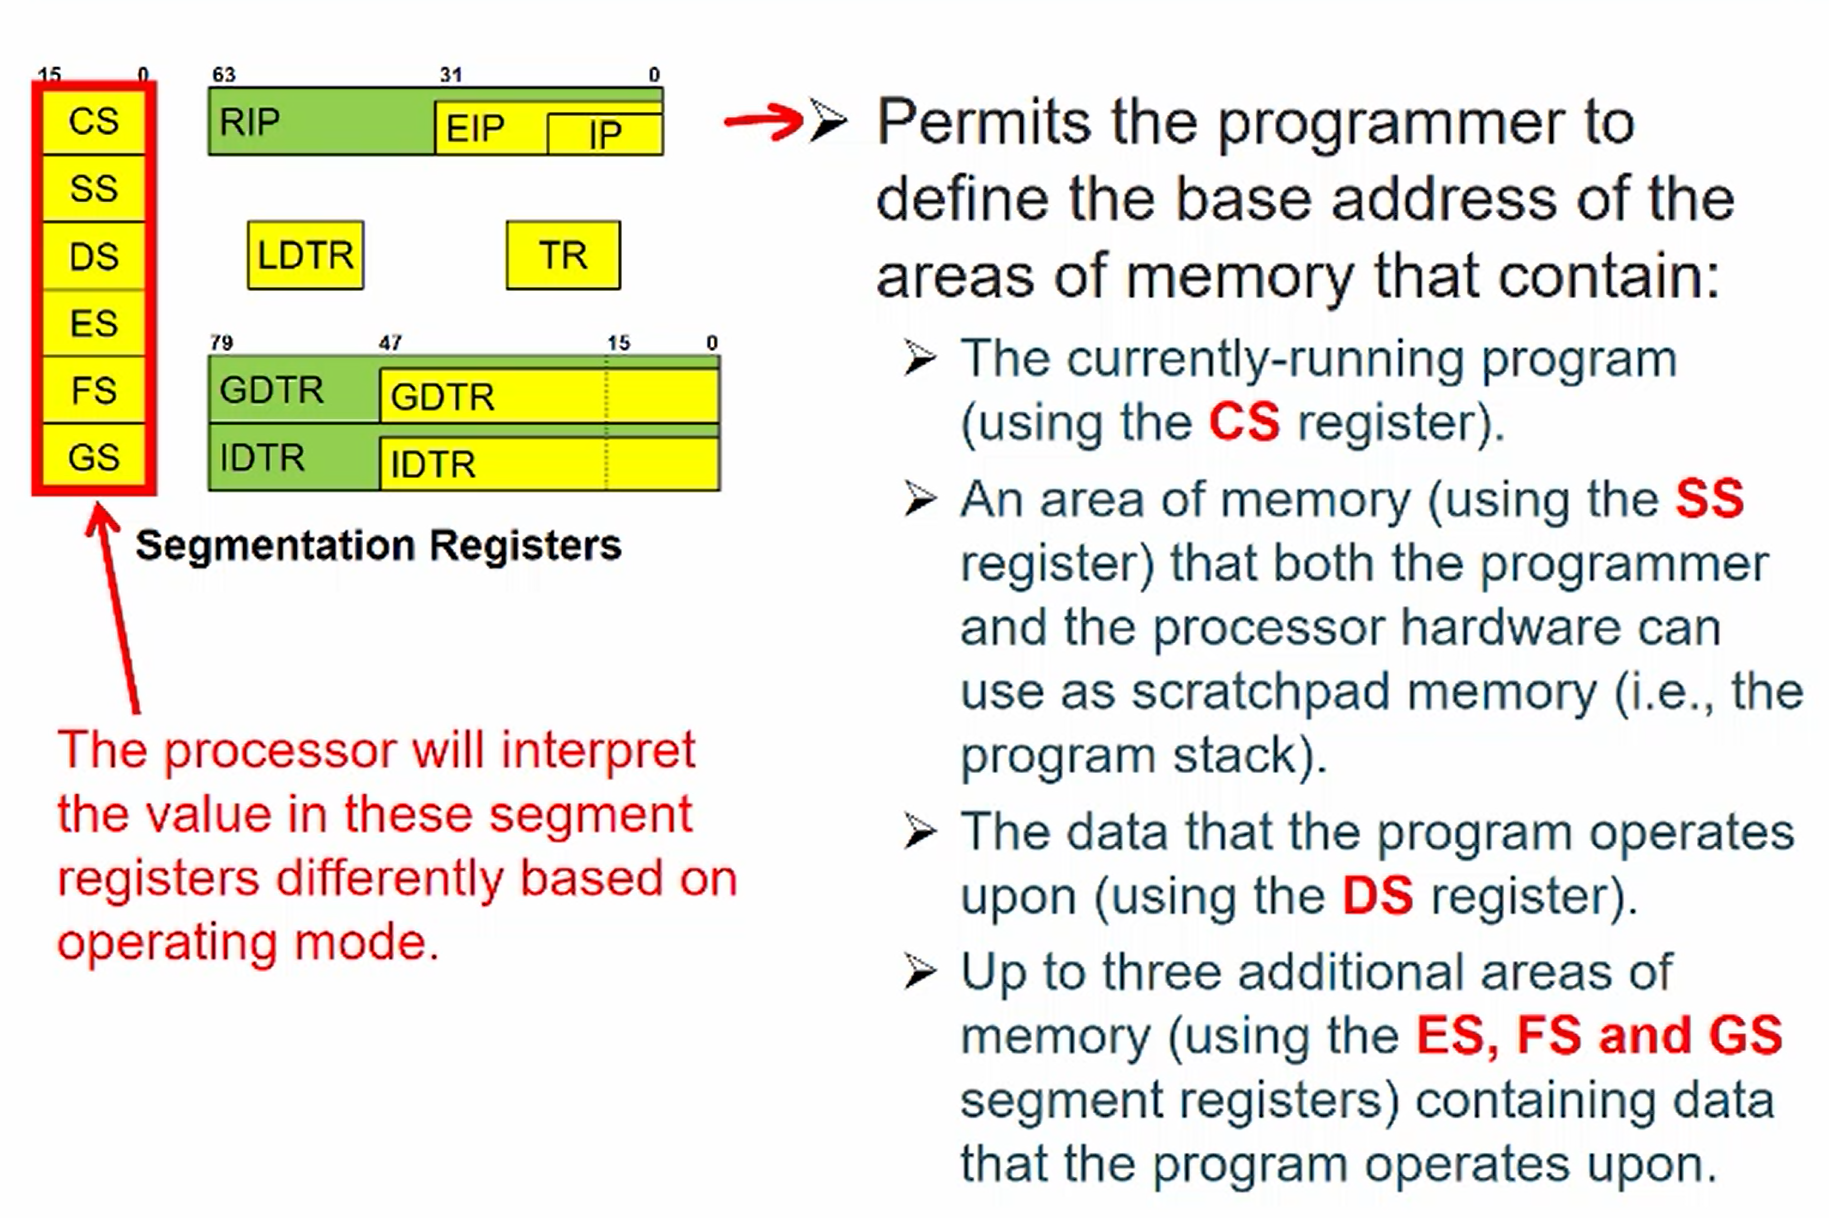 15 0
CS
SS
DS
ES
FS
GS
63 31 0
RIP EIP IP
LDTR TR
79 47 15 0
GDTR GDTR
IDTR IDTR
Segmentation Registers
The processor will interpret
the value in these segment
registers differently based on
operating mode.
➢ Permits the programmer to
define the base address of the
areas of memory that contain:
➢ The currently-running program
(using the CS register).
➢ An area of memory (using the SS
register) that both the programmer
and the processor hardware can
use as scratchpad memory (i.e., the
program stack).
➢ The data that the program operates
upon (using the DS register).
➢ Up to three additional areas of
memory (using the ES, FS and GS
segment registers) containing data
that the program operates upon.